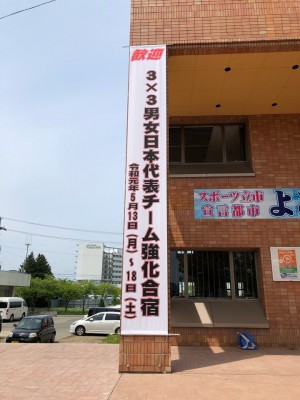 歓迎
3×3男女日本代表チーム強化合宿
令和元年5月13日(月)~18日(土)
スポーツ立市
宣言都市
よ